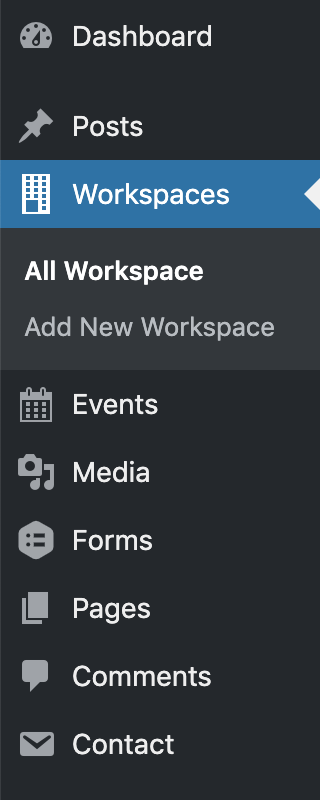 Dashboard
Posts
Workspaces
All Workspace
Add New Workspace
Events
Media
Forms
Pages
Comments
Contact